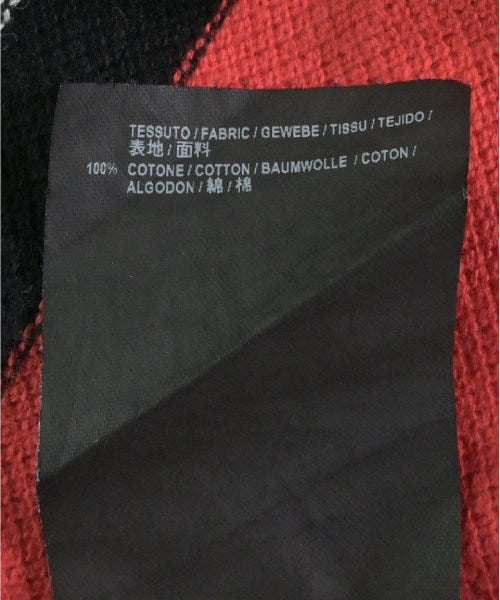 TESSUTO / FABRIC / GEWEBE / TISSU / TEJIDO /
表地 / 面料
100% COTONE / COTTON / BAUMWOLLE / COTON /
ALGODON / 綿 / 棉